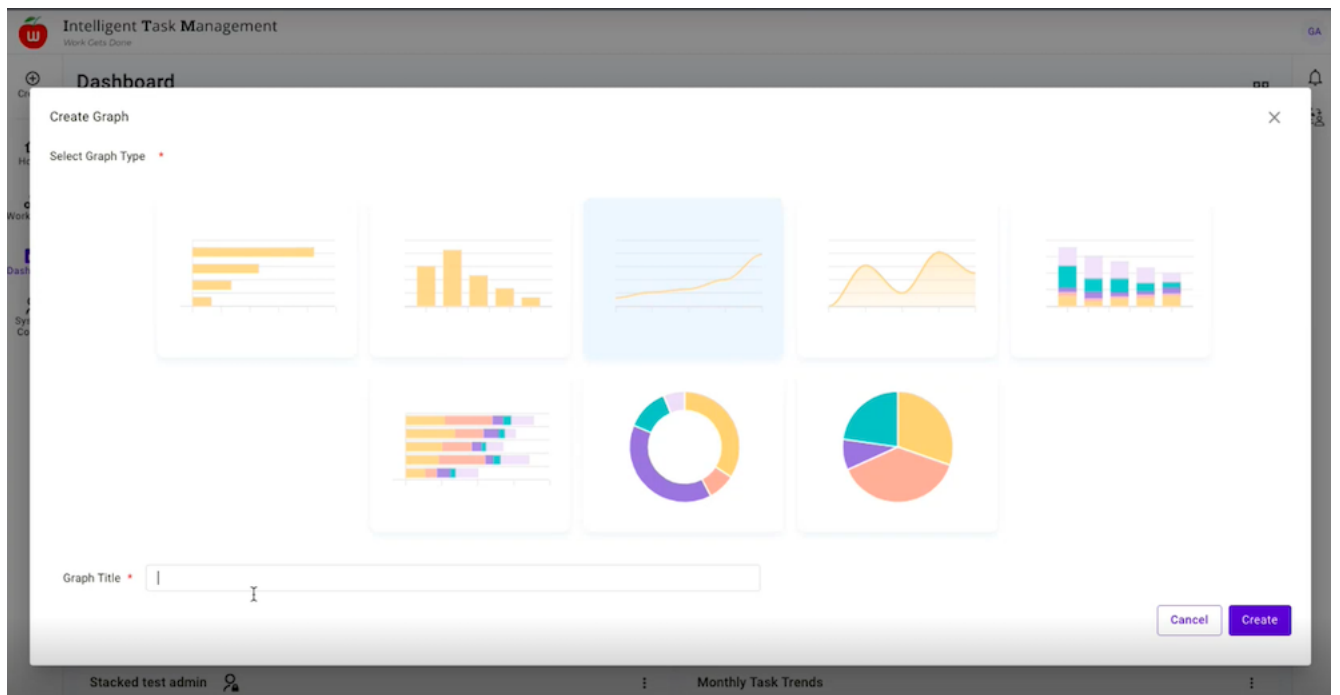 Intelligent Task Management
Work Gets Done
GA
Dashboard
Create Graph
Select Graph Type *
Graph Title *
Cancel
Create
Stacked test admin
Monthly Task Trends